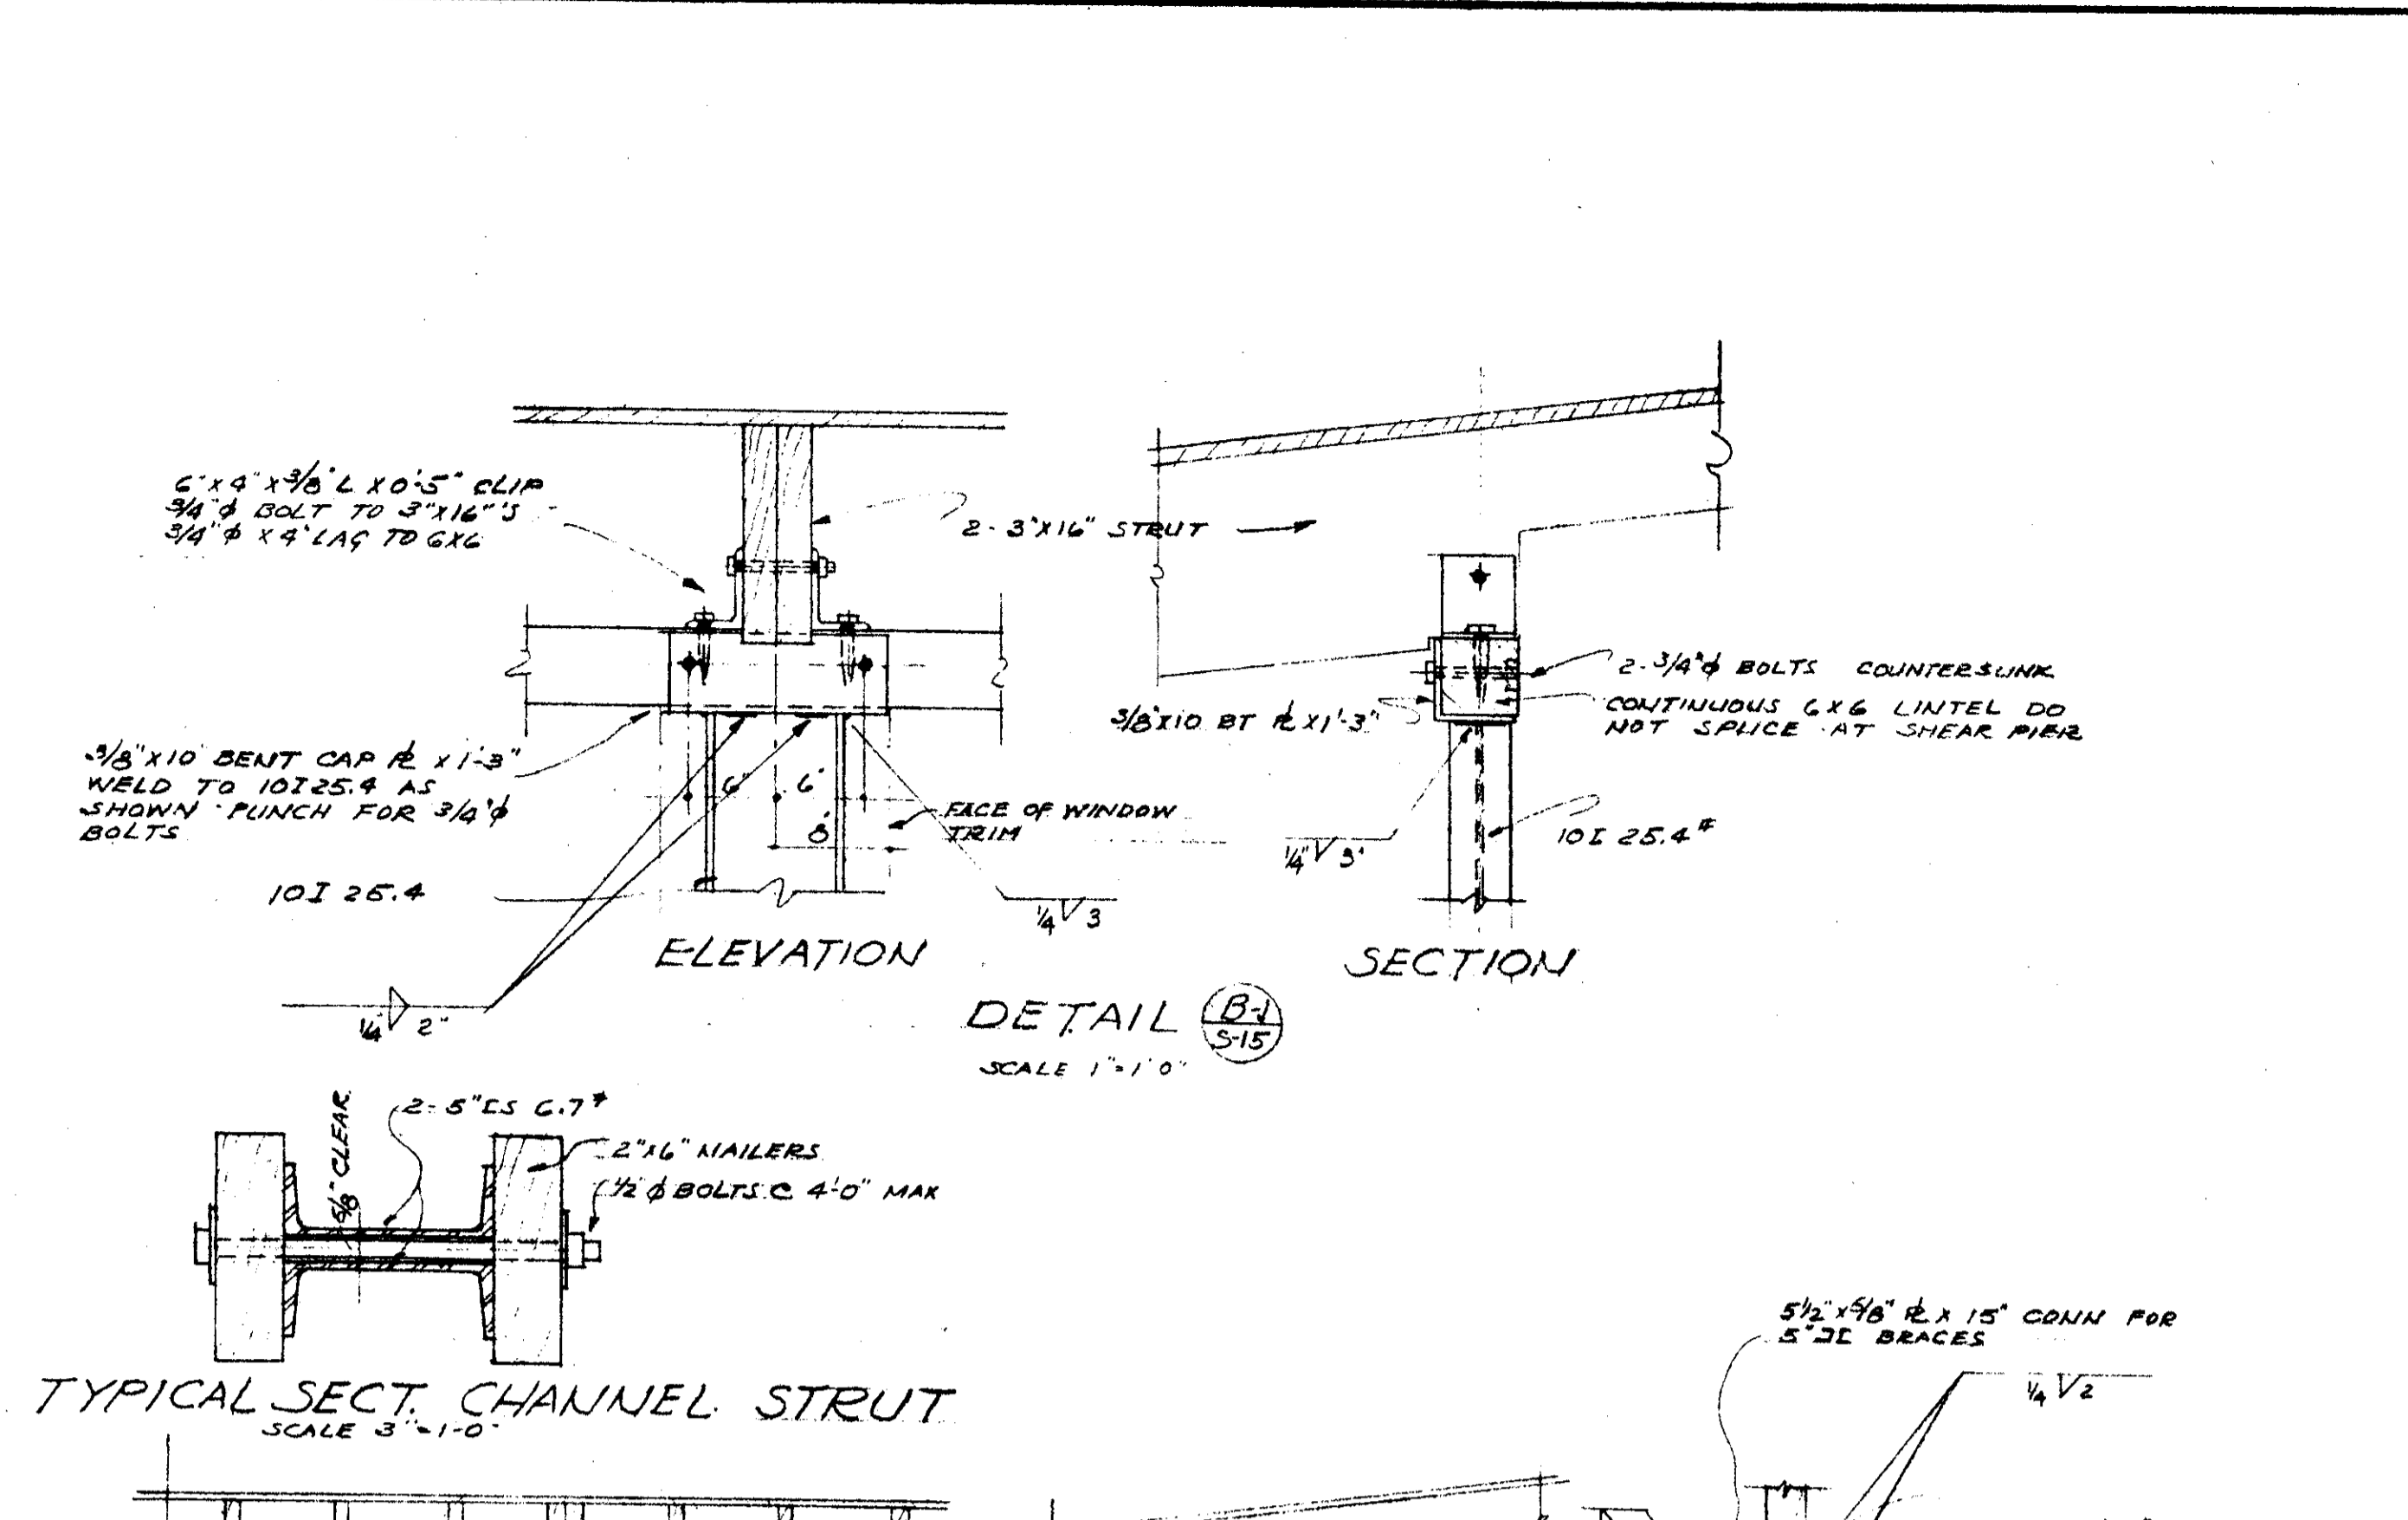 6"X4"X3/8"L X 0'-5" CLIP
3/4"φ BOLT TO 3"X16"'S
3/4"φ X 4" LAG TO 6X6
2-3"X16" STRUT
3/8"X10" BENT CAP PL X 1'-3"
WELD TO 10I25.4 AS
SHOWN PUNCH FOR 3/4"φ
BOLTS
10I 25.4
6"
6"
8"
FACE OF WINDOW
TRIM
1/4 3
1/4 2"
ELEVATION
2-3/4"φ BOLTS COUNTERSUNK
CONTINUOUS 6X6 LINTEL DO
NOT SPLICE AT SHEAR PIER
3/8"X10 BT PL X1'-3"
1/4" 3"
10I 25.4#
SECTION
DETAIL B-1
S-15
SCALE 1"=1'0"
5/8" CLEAR
2-5"[S 6.7#
2"X6" NAILERS
1/2φ BOLTS @ 4'-0" MAX
TYPICAL SECT. CHANNEL STRUT
SCALE 3"=1'-0"
5 1/2"X5/8" PL X 15" CONN FOR
5"][ BRACES
1/4 2